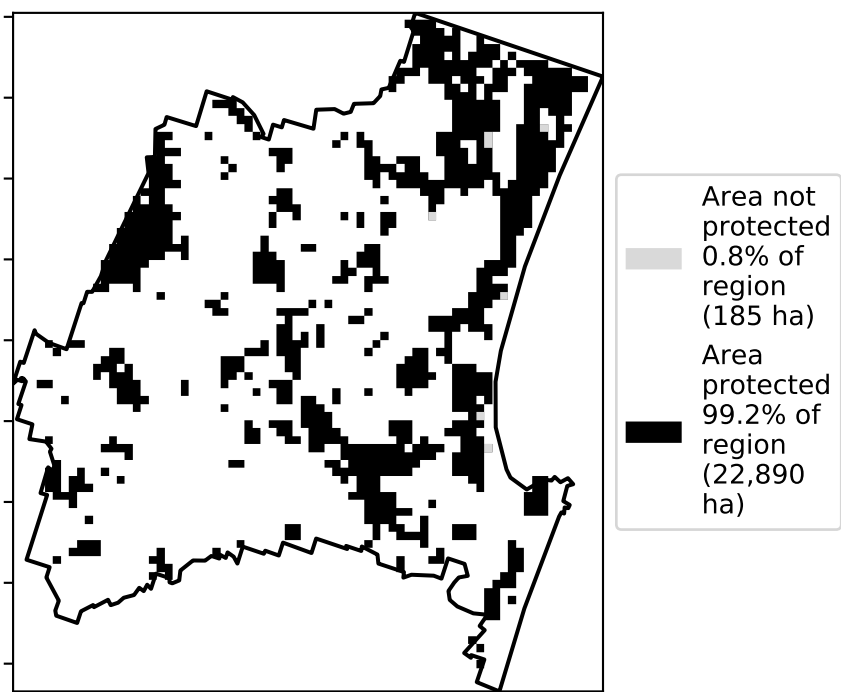 Area not
protected
0.8% of
region
(185 ha)
Area
protected
99.2% of
region
(22,890
ha)